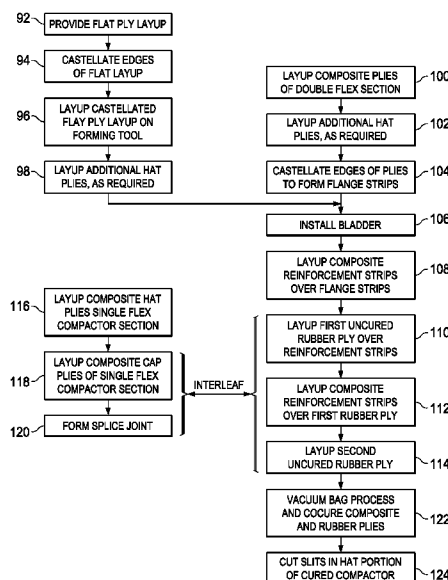 92
PROVIDE FLAT PLY LAYUP
94
CASTELLATE EDGES
OF FLAT LAYUP
96
LAYUP CASTELLATED
FLAY PLY LAYUP ON
FORMING TOOL
98
LAYUP ADDITIONAL HAT
PLIES, AS REQUIRED
LAYUP COMPOSITE PLIES
OF DOUBLE FLEX SECTION
100
LAYUP ADDITIONAL HAT
PLIES, AS REQUIRED
102
CASTELLATE EDGES OF PLIES
TO FORM FLANGE STRIPS
104
INSTALL BLADDER
106
LAYUP COMPOSITE
REINFORCEMENT STRIPS
OVER FLANGE STRIPS
108
116
LAYUP COMPOSITE HAT
PLIES SINGLE FLEX
COMPACTOR SECTION
118
LAYUP COMPOSITE CAP
PLIES OF SINGLE FLEX
COMPACTOR SECTION
120
FORM SPLICE JOINT
INTERLEAF
LAYUP FIRST UNCURED
RUBBER PLY OVER
REINFORCEMENT STRIPS
110
LAYUP COMPOSITE
REINFORCEMENT STRIPS
OVER FIRST RUBBER PLY
112
LAYUP SECOND
UNCURED RUBBER PLY
114
VACUUM BAG PROCESS
AND COCURE COMPOSITE
AND RUBBER PLIES
122
CUT SLITS IN HAT PORTION
OF CURED COMPACTOR
124